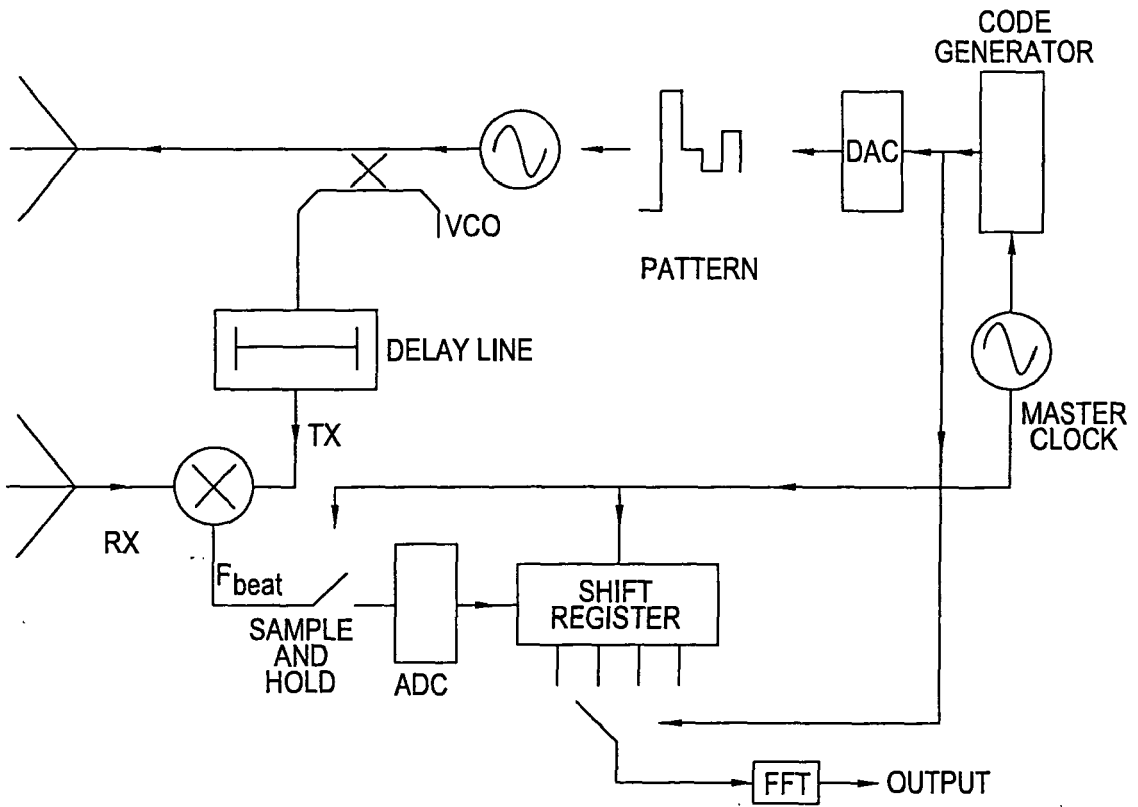 CODE
GENERATOR
DAC
VCO
PATTERN
DELAY LINE
TX
MASTER
CLOCK
RX
Fbeat
SHIFT
REGISTER
SAMPLE
AND
HOLD
ADC
FFT
OUTPUT